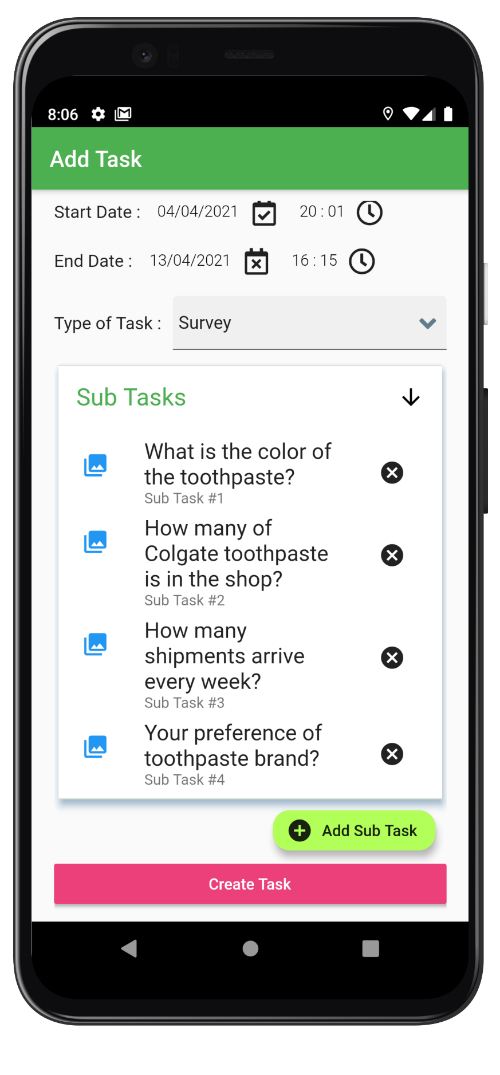 8:06
Add Task
Start Date : 04/04/2021 20 : 01
End Date : 13/04/2021 16 : 15
Type of Task : Survey
Sub Tasks
What is the color of
the toothpaste?
Sub Task #1
How many of
Colgate toothpaste
is in the shop?
Sub Task #2
How many
shipments arrive
every week?
Sub Task #3
Your preference of
toothpaste brand?
Sub Task #4
Add Sub Task
Create Task